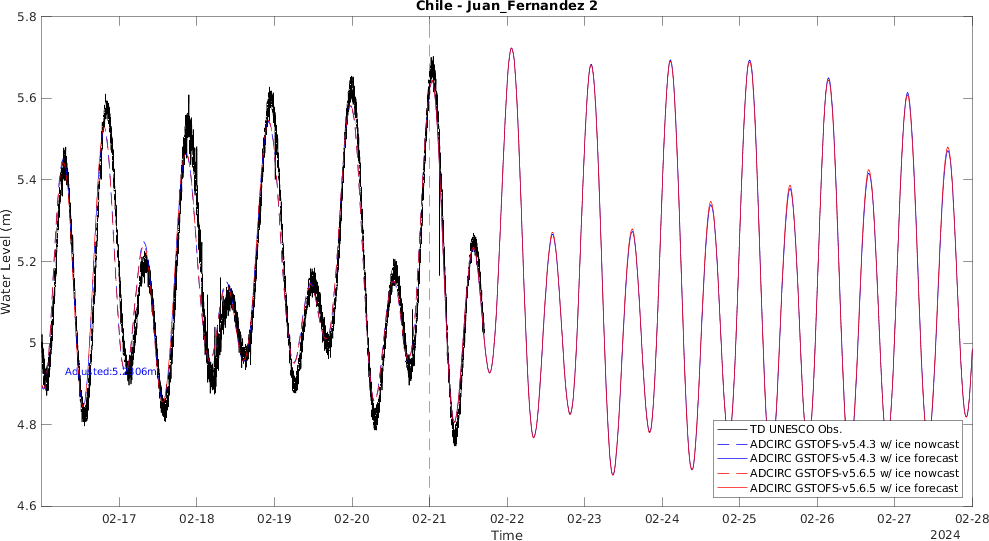 Chile - Juan_Fernandez 2
5.8
5.6
5.4
5.2
5
4.8
4.6
Water Level (m)
Adjusted:5.2306m
TD UNESCO Obs.
ADCIRC GSTOFS-v5.4.3 w/ ice nowcast
ADCIRC GSTOFS-v5.4.3 w/ ice forecast
ADCIRC GSTOFS-v5.6.5 w/ ice nowcast
ADCIRC GSTOFS-v5.6.5 w/ ice forecast
02-17 02-18 02-19 02-20 02-21 02-22 02-23 02-24 02-25 02-26 02-27 02-28
Time
2024